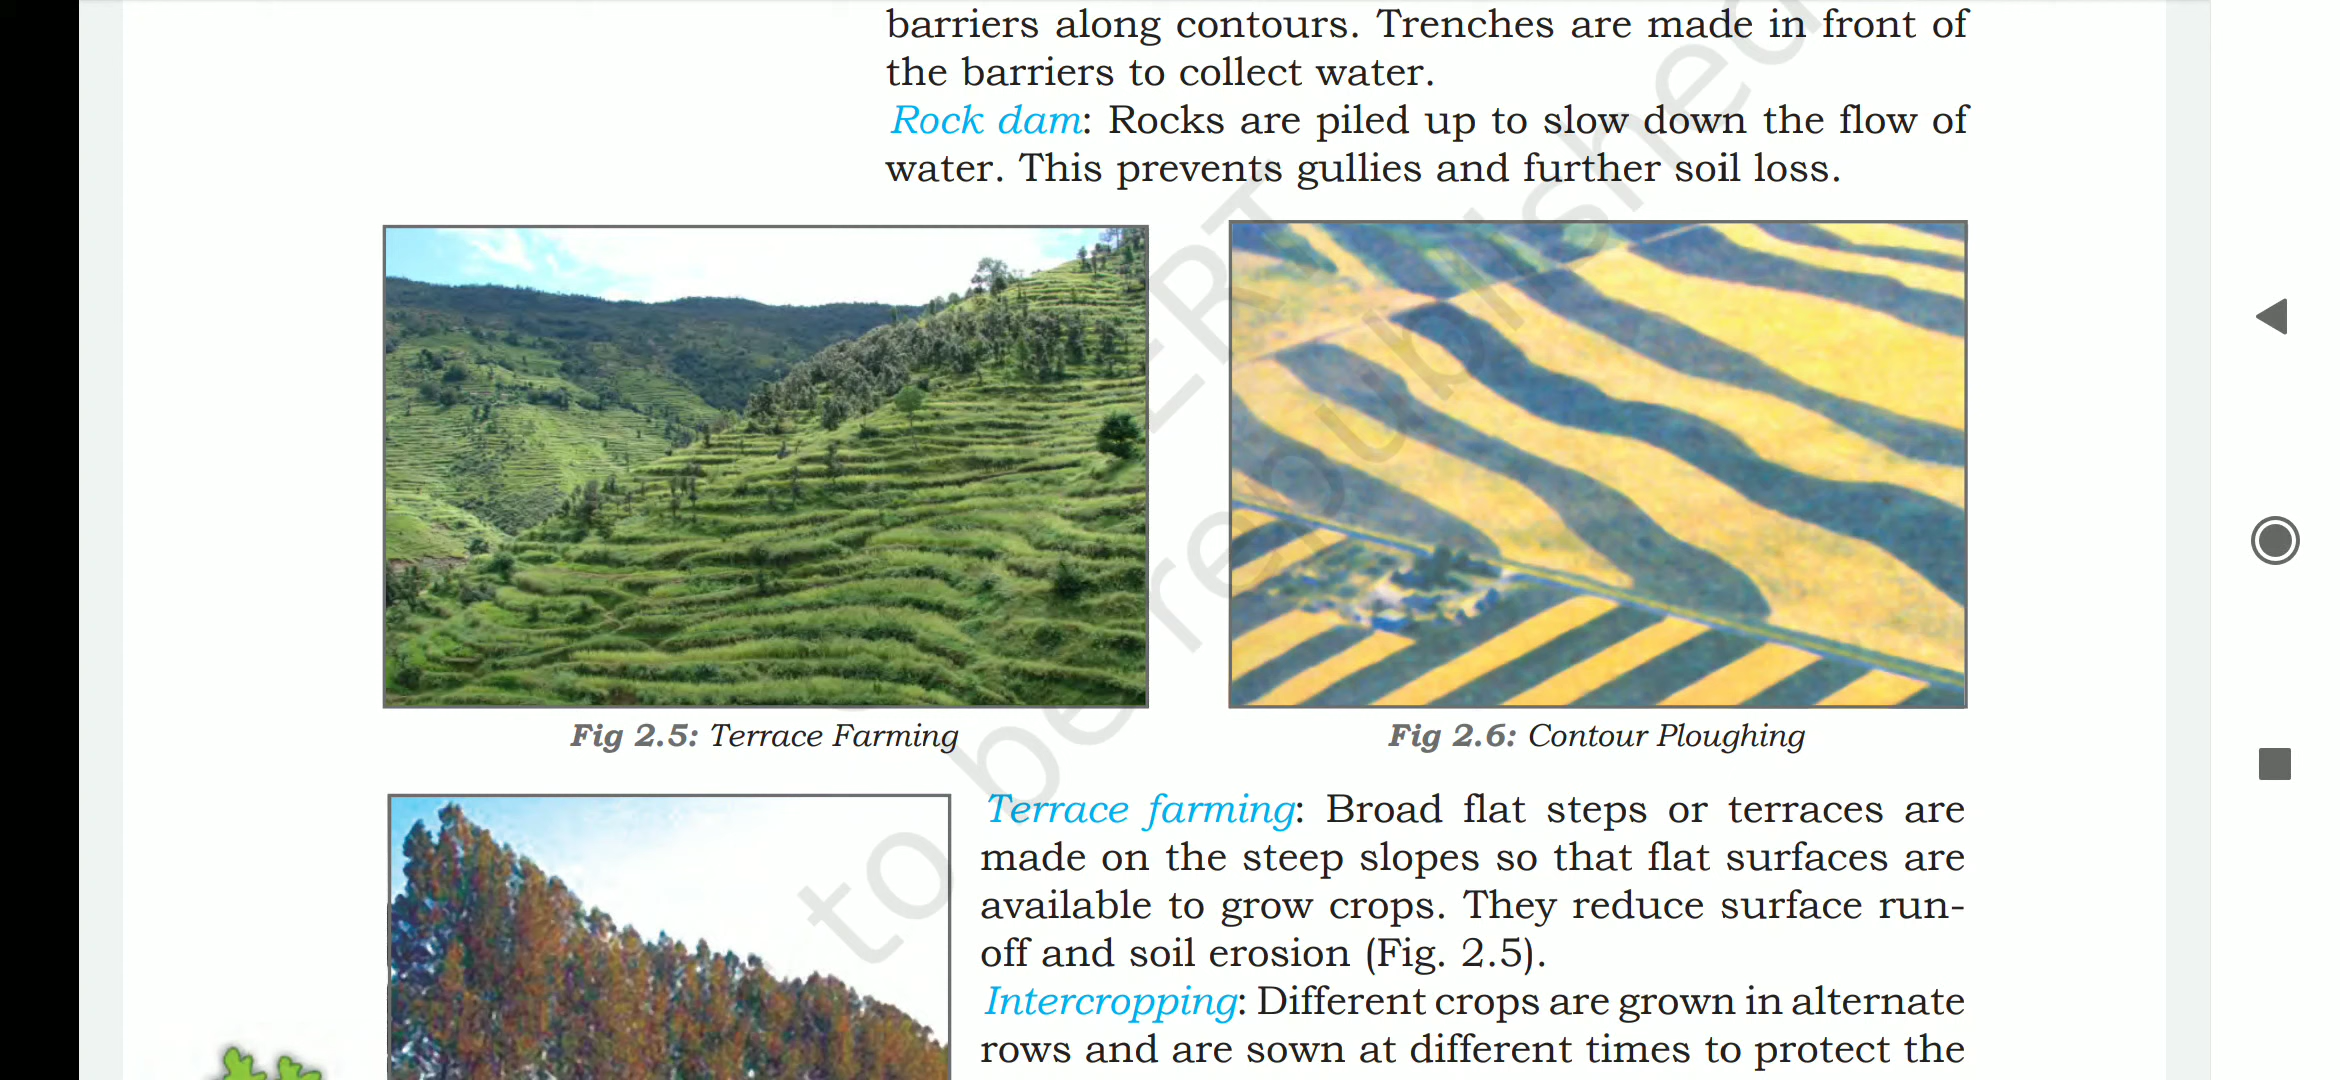 barriers along contours. Trenches are made in front of
the barriers to collect water.
Rock dam: Rocks are piled up to slow down the flow of
water. This prevents gullies and further soil loss.
Fig 2.5: Terrace Farming
Fig 2.6: Contour Ploughing
Terrace farming: Broad flat steps or terraces are
made on the steep slopes so that flat surfaces are
available to grow crops. They reduce surface run-
off and soil erosion (Fig. 2.5).
Intercropping: Different crops are grown in alternate
rows and are sown at different times to protect the
to be republished